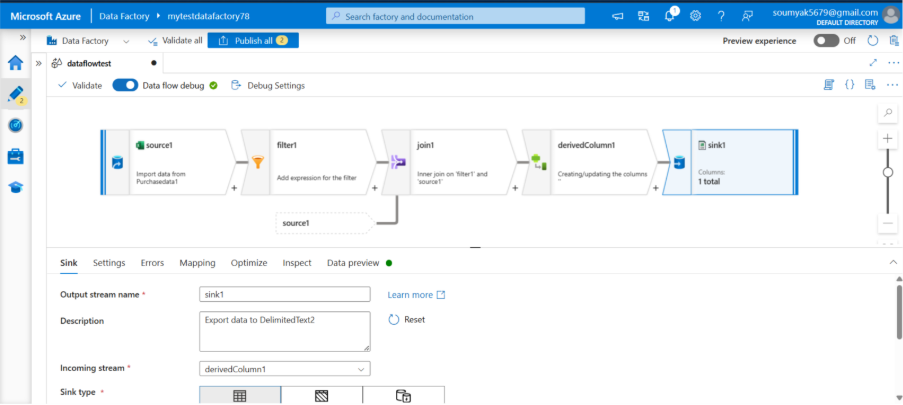 Microsoft Azure Data Factory mytestdatafactory78 Search factory and documentation 1 soumyak5679@gmail.com
DEFAULT DIRECTORY
Data Factory Validate all Publish all 2 Preview experience Off
dataflowtest
2
Validate Data flow debug Debug Settings
source1
Import data from
Purchasedata1
filter1
Add expression for the filter
join1
Inner join on 'filter1' and
'source1'
derivedColumn1
Creating/updating the columns
''
sink1
Columns:
1 total
source1
Sink Settings Errors Mapping Optimize Inspect Data preview
Output stream name * sink1 Learn more
Description Export data to DelimitedText2 Reset
Incoming stream * derivedColumn1
Sink type *